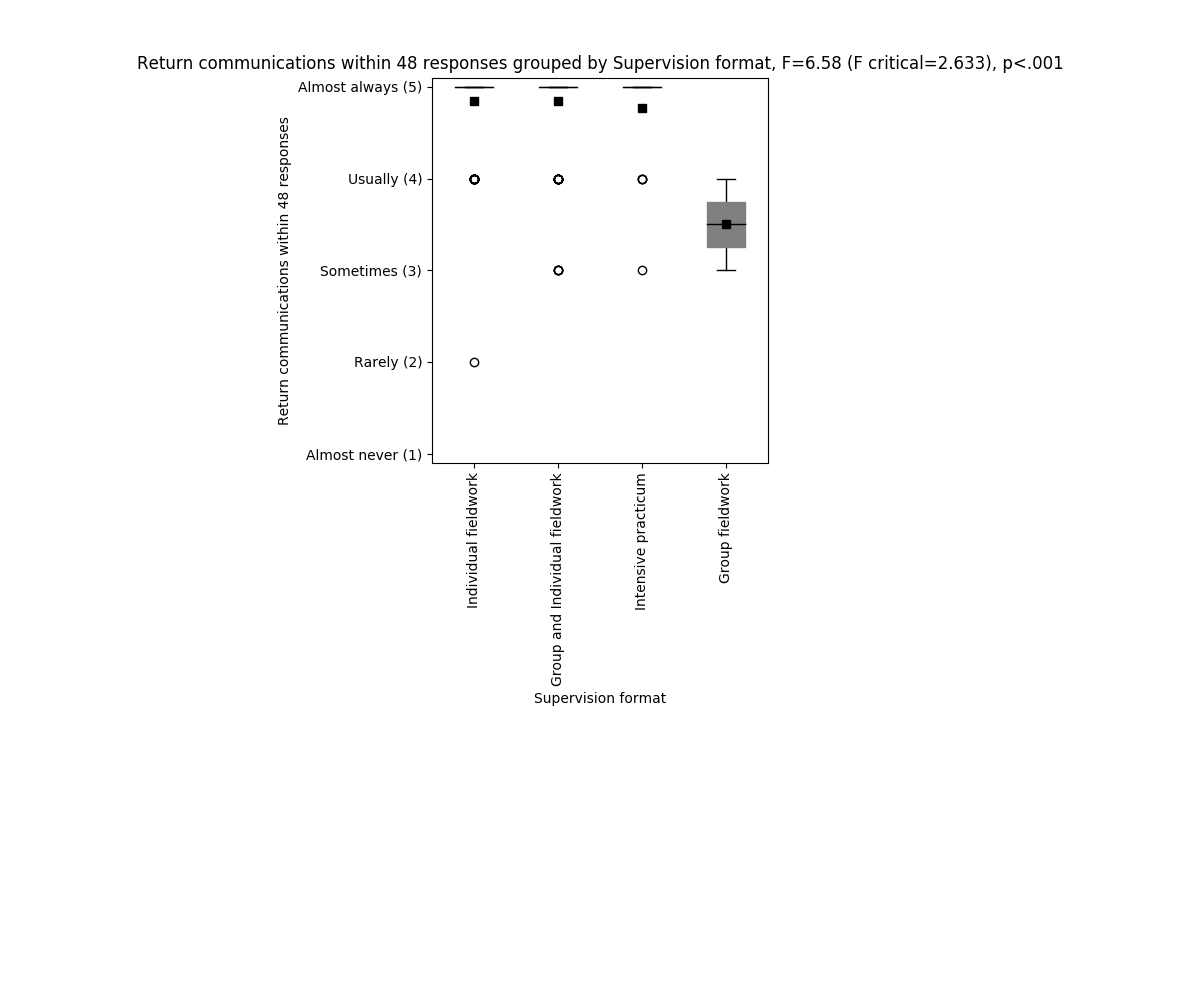 Return communications within 48 responses grouped by Supervision format, F=6.58 (F critical=2.633), p<.001
Return communications within 48 responses
Almost always (5)
Usually (4)
Sometimes (3)
Rarely (2)
Almost never (1)
Individual fieldwork
Group and Individual fieldwork
Intensive practicum
Group fieldwork
Supervision format